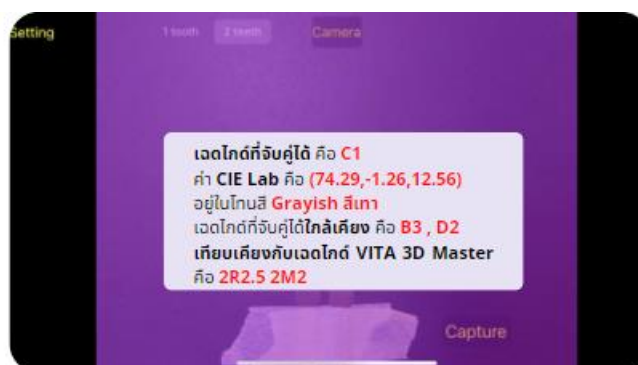 Setting
1 tooth 2 teeth Camera
เฉดไกด์ที่จับคู่ได้ คือ C1
ค่า CIE Lab คือ (74.29,-1.26,12.56)
อยู่ในโทนสี Grayish สีเทา
เฉดไกด์ที่จับคู่ได้ใกล้เคียง คือ B3 , D2
เทียบเคียงกับเฉดไกด์ VITA 3D Master
คือ 2R2.5 2M2
Capture